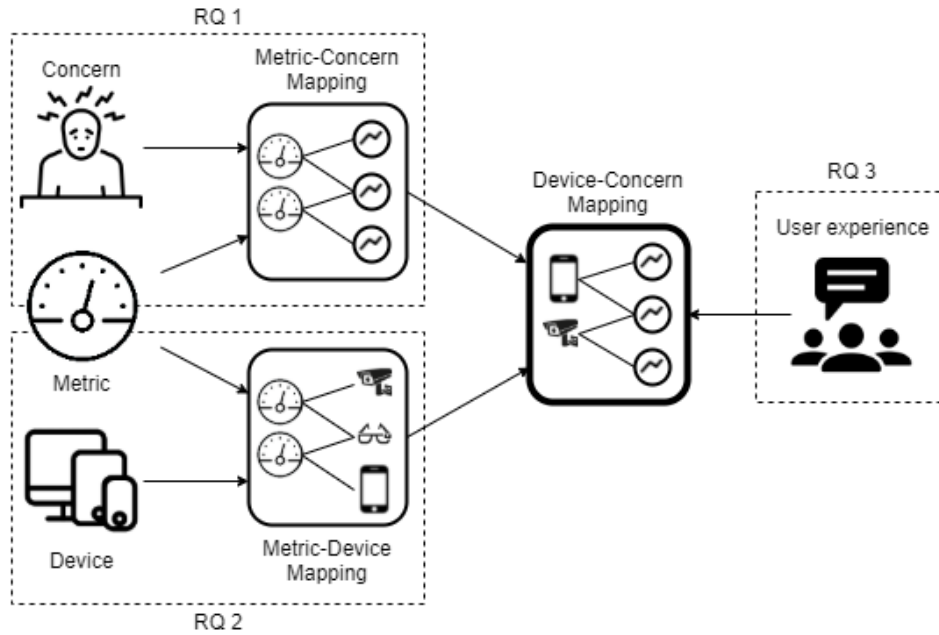 RQ 1
Concern
Metric-Concern
Mapping
Metric
Device
Metric-Device
Mapping
RQ 2
Device-Concern
Mapping
RQ 3
User experience